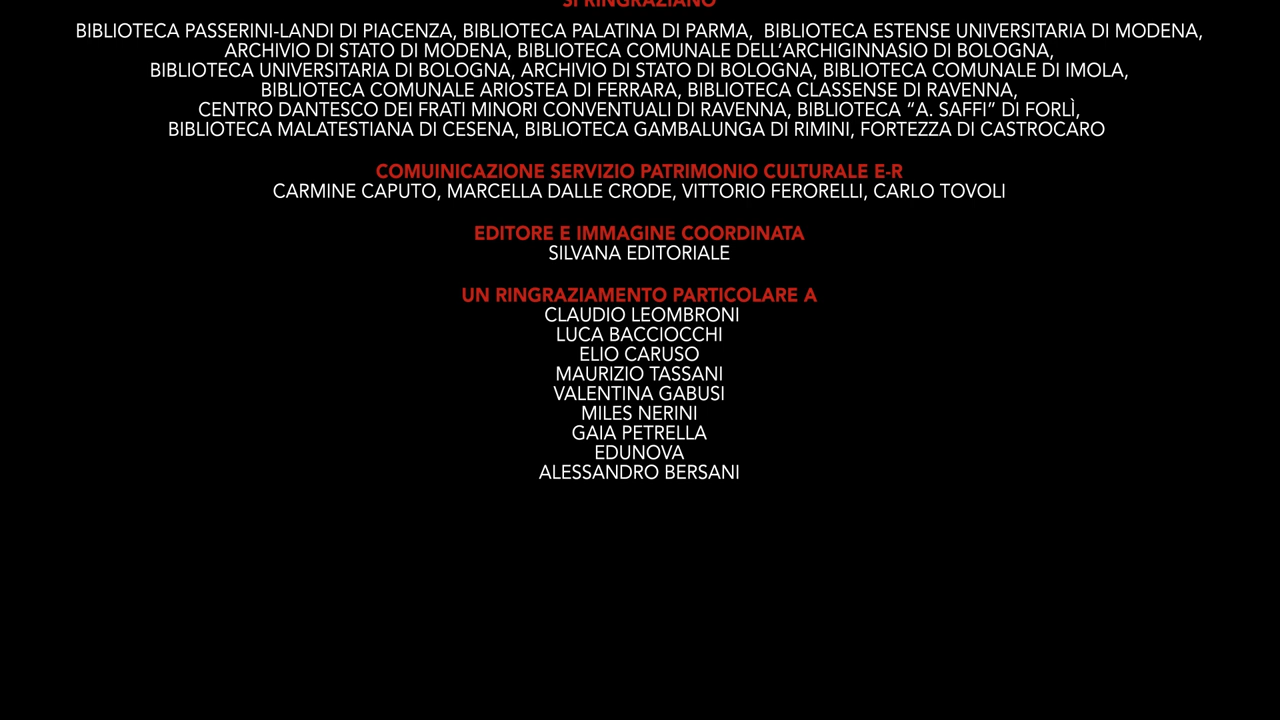 SI RINGRAZIANO
BIBLIOTECA PASSERINI-LANDI DI PIACENZA, BIBLIOTECA PALATINA DI PARMA, BIBLIOTECA ESTENSE UNIVERSITARIA DI MODENA,
ARCHIVIO DI STATO DI MODENA, BIBLIOTECA COMUNALE DELL’ARCHIGINNASIO DI BOLOGNA,
BIBLIOTECA UNIVERSITARIA DI BOLOGNA, ARCHIVIO DI STATO DI BOLOGNA, BIBLIOTECA COMUNALE DI IMOLA,
BIBLIOTECA COMUNALE ARIOSTEA DI FERRARA, BIBLIOTECA CLASSENSE DI RAVENNA,
CENTRO DANTESCO DEI FRATI MINORI CONVENTUALI DI RAVENNA, BIBLIOTECA “A. SAFFI” DI FORLÌ,
BIBLIOTECA MALATESTIANA DI CESENA, BIBLIOTECA GAMBALUNGA DI RIMINI, FORTEZZA DI CASTROCARO
COMUINICAZIONE SERVIZIO PATRIMONIO CULTURALE E-R
CARMINE CAPUTO, MARCELLA DALLE CRODE, VITTORIO FERORELLI, CARLO TOVOLI
EDITORE E IMMAGINE COORDINATA
SILVANA EDITORIALE
UN RINGRAZIAMENTO PARTICOLARE A
CLAUDIO LEOMBRONI
LUCA BACCIOCCHI
ELIO CARUSO
MAURIZIO TASSANI
VALENTINA GABUSI
MILES NERINI
GAIA PETRELLA
EDUNOVA
ALESSANDRO BERSANI